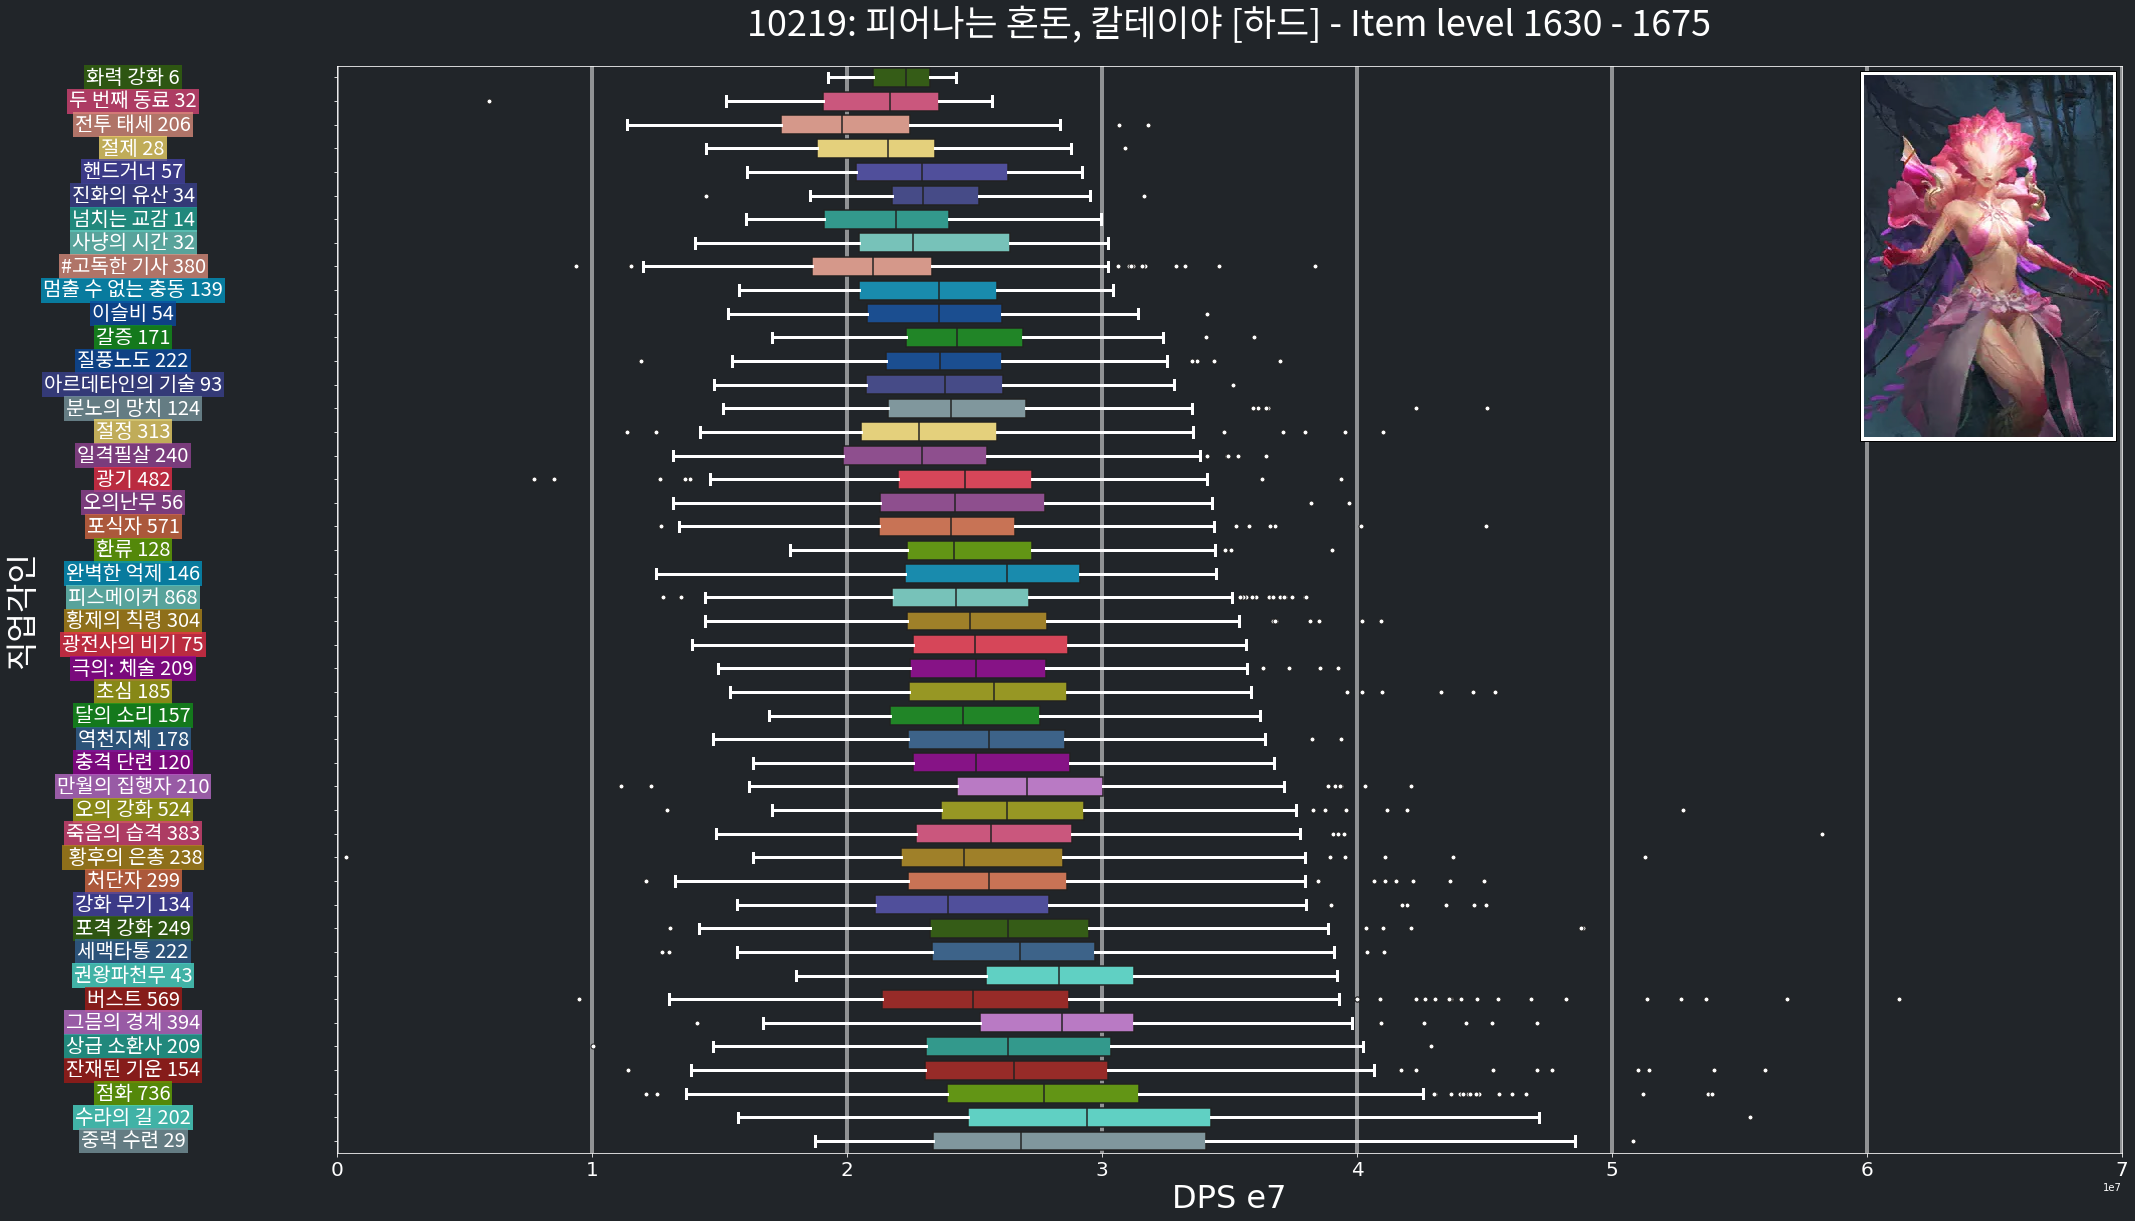 10219: 피어나는 혼돈, 칼테이야 [하드] - Item level 1630 - 1675
직업각인
화력 강화 6
두 번째 동료 32
전투 태세 206
절제 28
핸드거너 57
진화의 유산 34
넘치는 교감 14
사냥의 시간 32
#고독한 기사 380
멈출 수 없는 충동 139
이슬비 54
갈증 171
질풍노도 222
아르데타인의 기술 93
분노의 망치 124
절정 313
일격필살 240
광기 482
오의난무 56
포식자 571
환류 128
완벽한 억제 146
피스메이커 868
황제의 칙령 304
광전사의 비기 75
극의: 체술 209
초심 185
달의 소리 157
역천지체 178
충격 단련 120
만월의 집행자 210
오의 강화 524
죽음의 습격 383
황후의 은총 238
처단자 299
강화 무기 134
포격 강화 249
세맥타통 222
권왕파천무 43
버스트 569
그믐의 경계 394
상급 소환사 209
잔재된 기운 154
점화 736
수라의 길 202
중력 수련 29
0 1 2 3 4 5 6 7
1e7
DPS e7